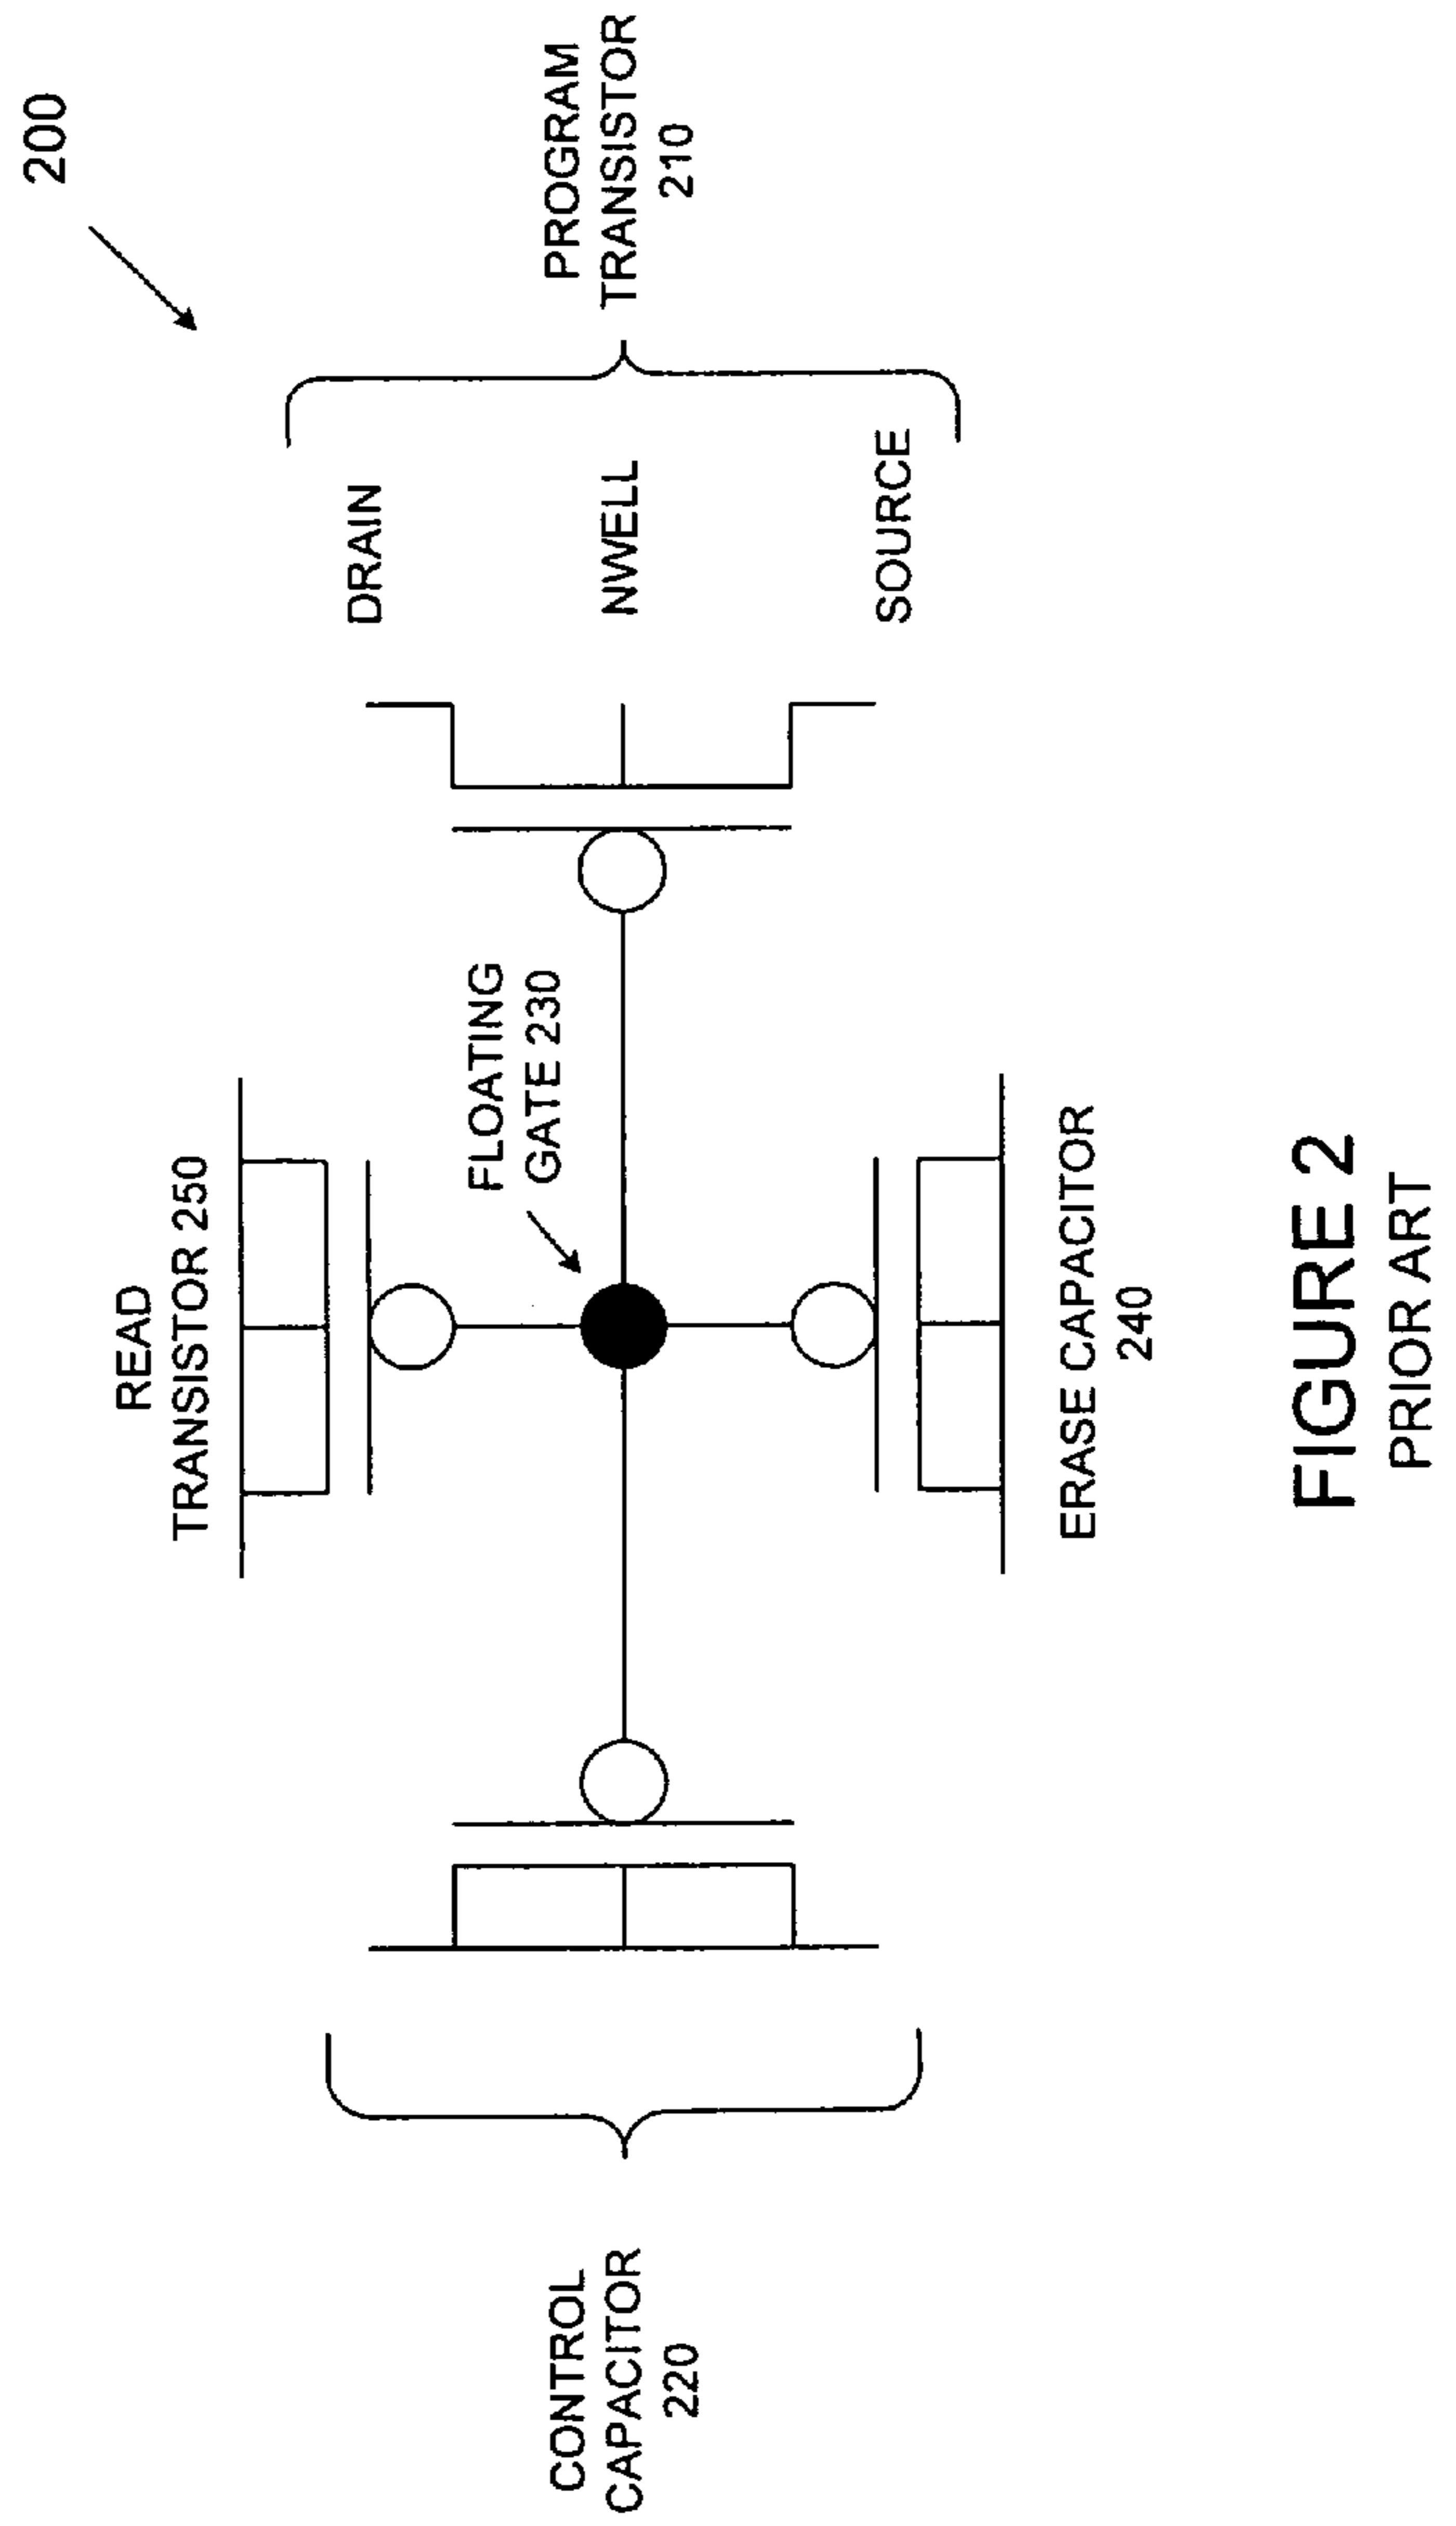 200
READ
TRANSISTOR 250
FLOATING
GATE 230
DRAIN
NWELL
SOURCE
PROGRAM
TRANSISTOR
210
CONTROL
CAPACITOR
220
ERASE CAPACITOR
240
FIGURE 2
PRIOR ART